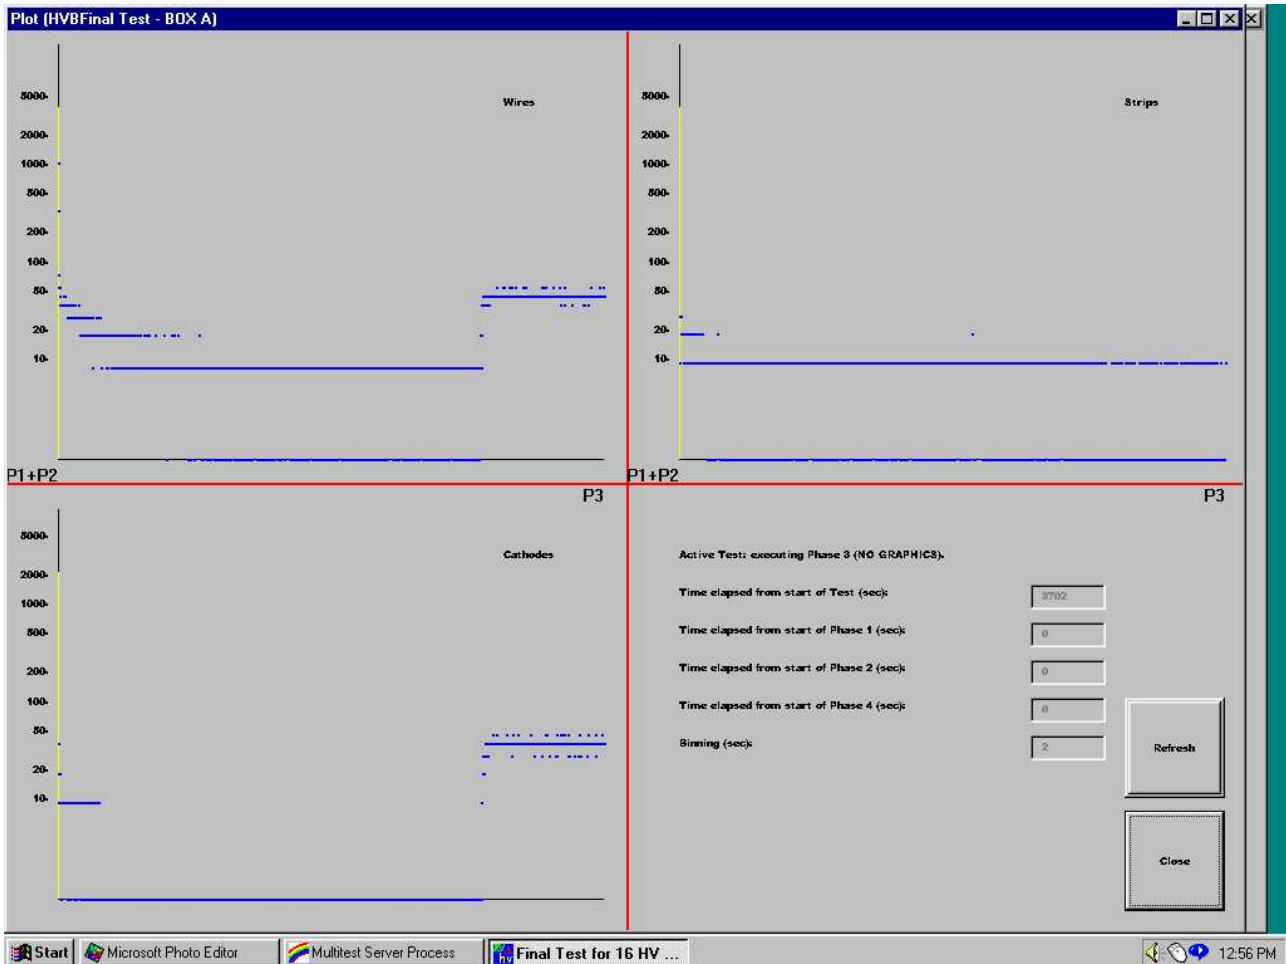 Plot (HVBFinal Test - BOX A)
Wires
5000-
2000-
1000-
500-
200-
100-
50-
20-
10-
P1+P2
P3
Strips
5000-
2000-
1000-
500-
200-
100-
50-
20-
10-
P1+P2
P3
Cathodes
5000-
2000-
1000-
500-
200-
100-
50-
20-
10-
Active Test: executing Phase 3 (NO GRAPHICS).
Time elapsed from start of Test (sec): 3702
Time elapsed from start of Phase 1 (sec): 0
Time elapsed from start of Phase 2 (sec): 0
Time elapsed from start of Phase 4 (sec): 0
Binning (sec): 2
Refresh
Close
Start Microsoft Photo Editor Multitest Server Process Final Test for 16 HV ... 12:56 PM